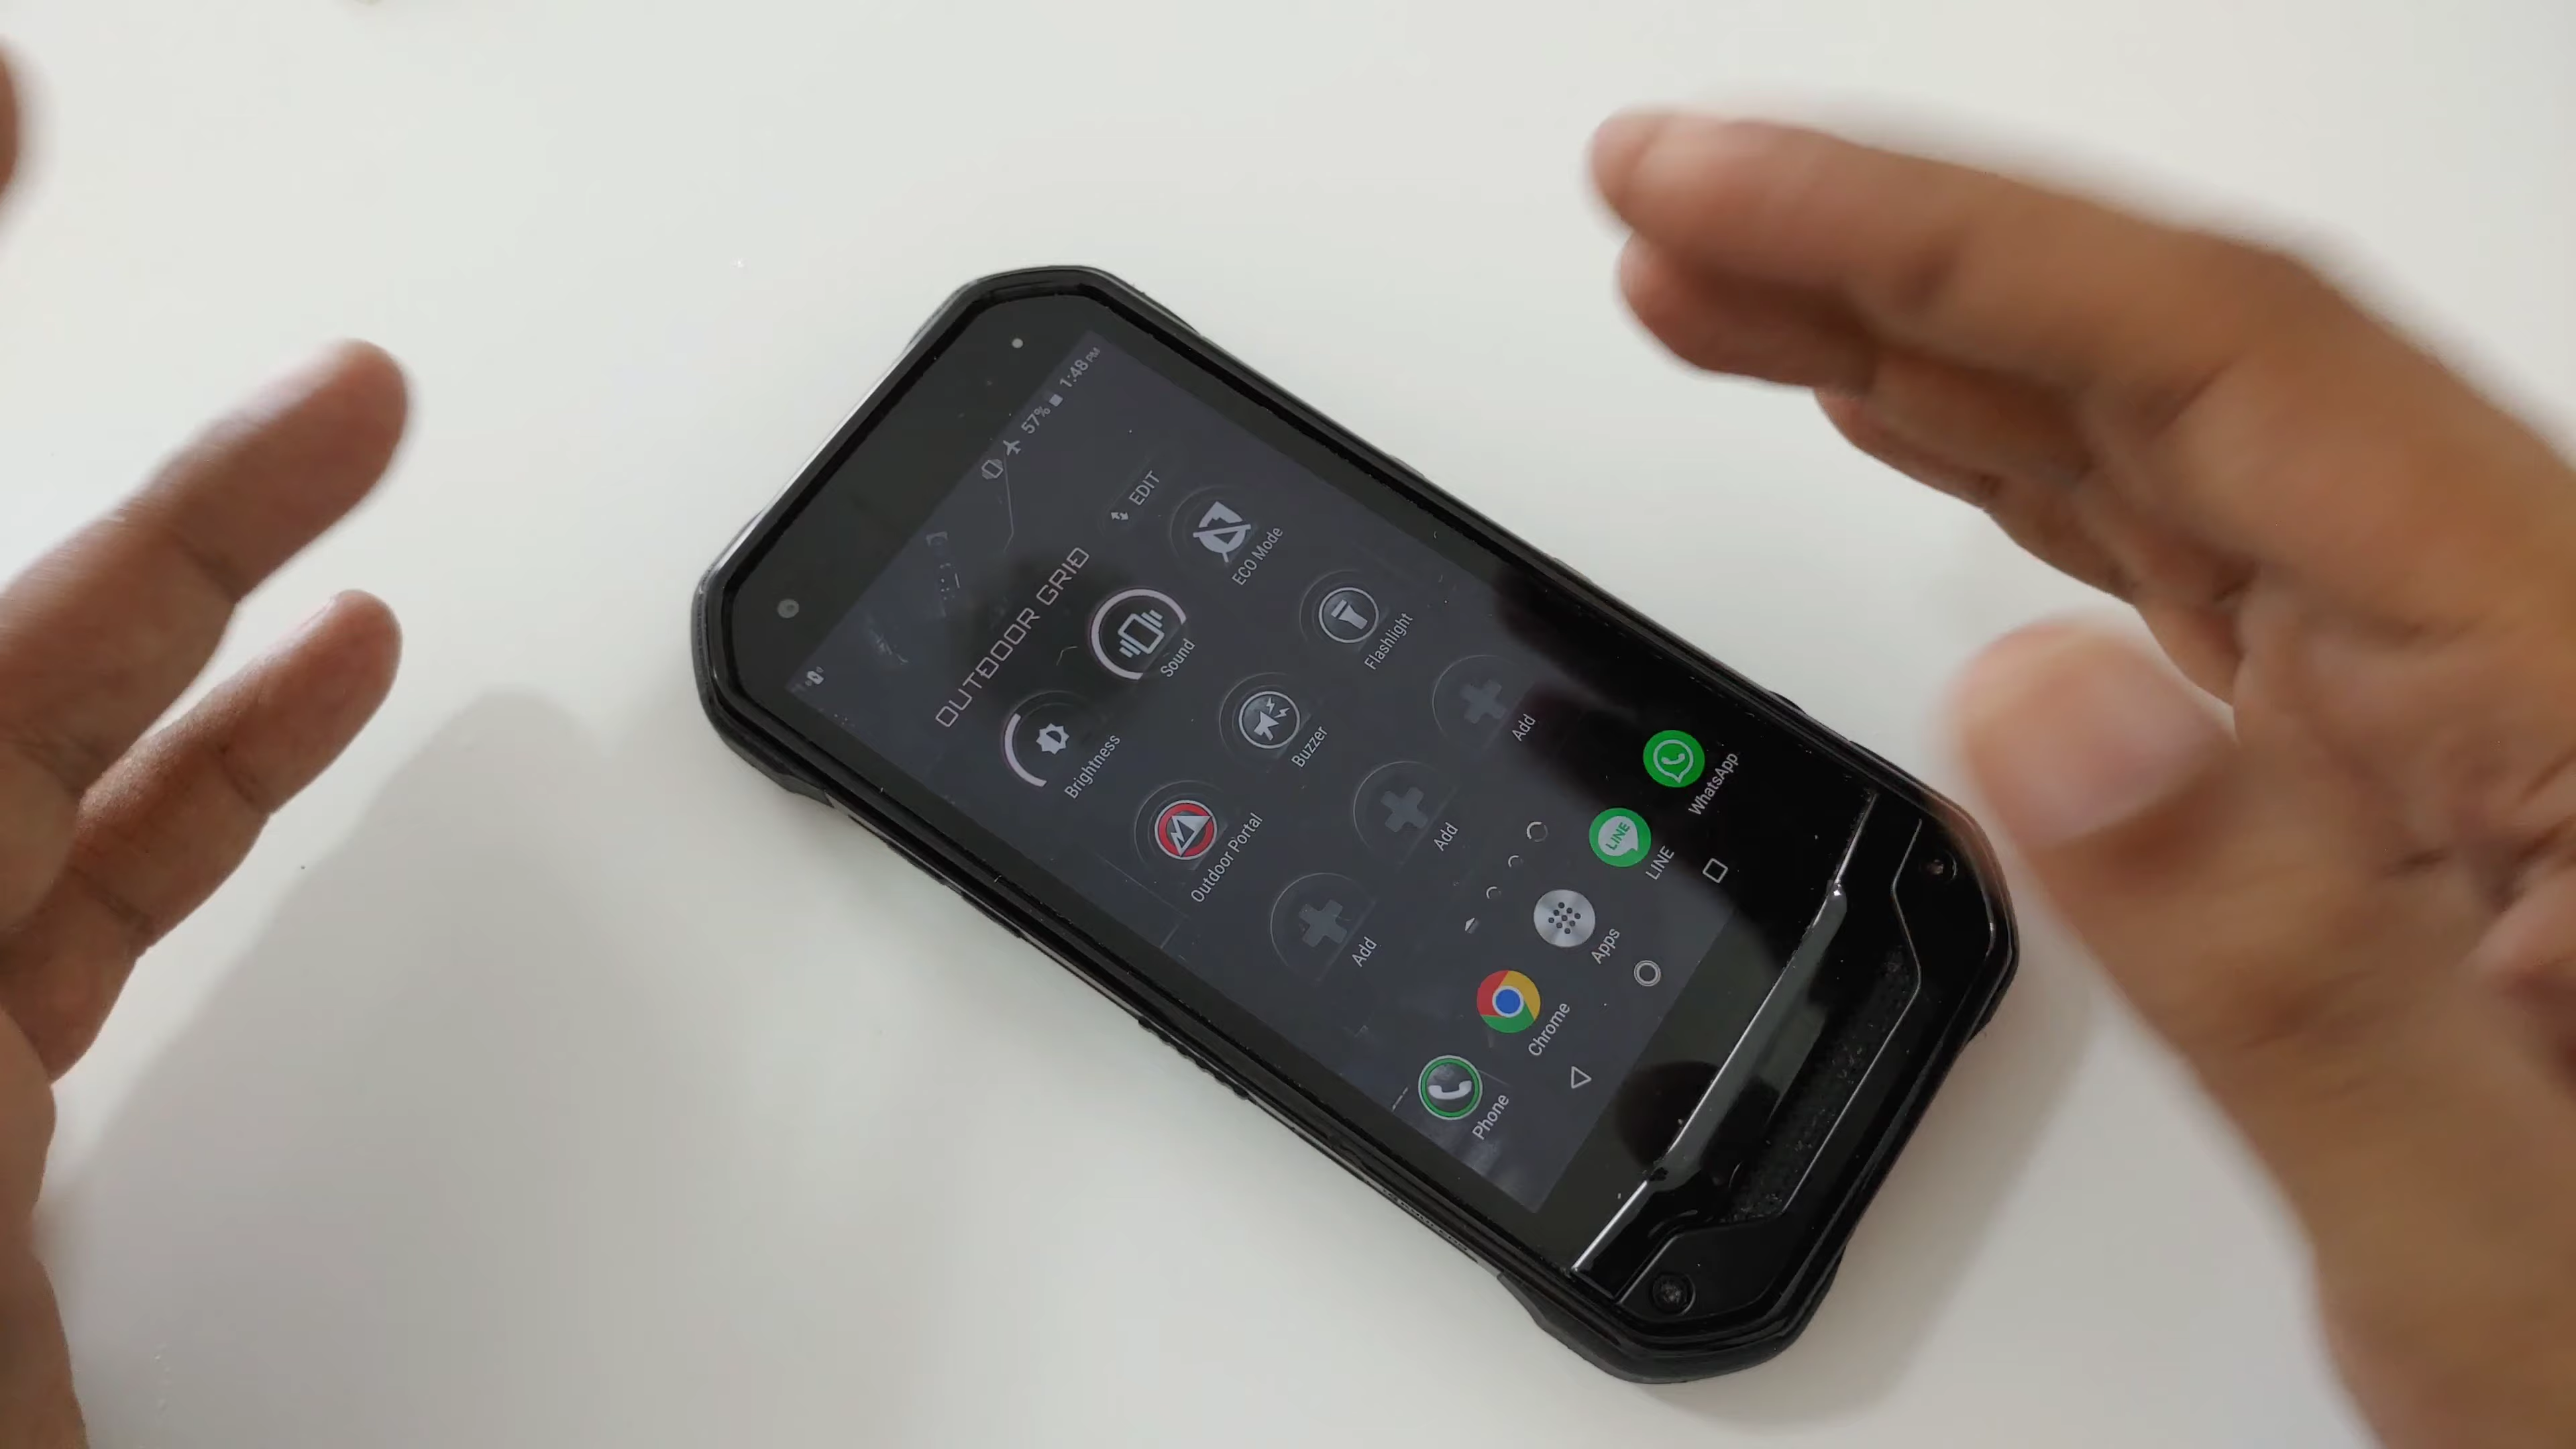 57% 1:48 PM
OUTDOOR GRID
EDIT
Brightness
Sound
ECO Mode
Outdoor Portal
Buzzer
Flashlight
Add
Add
Add
Phone
Chrome
Apps
LINE
LINE
WhatsApp